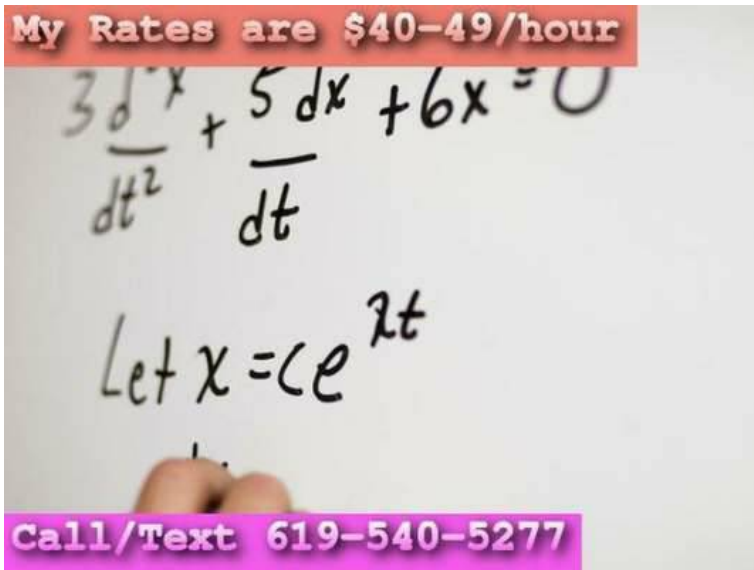 My Rates are $40-49/hour
3d²x/dt² + 5dx/dt + 6x = 0
Let x = ce^λt
Call/Text 619-540-5277